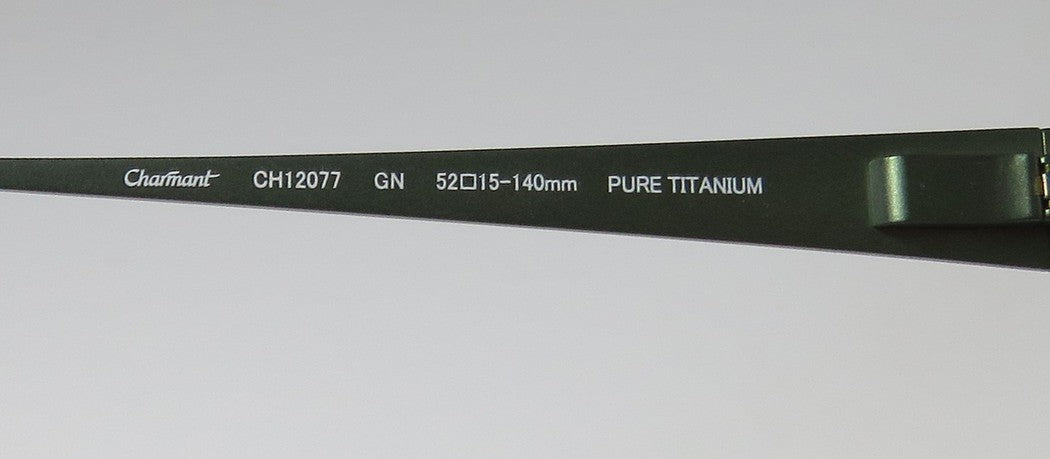 Charmant CH12077 GN 52□15-140mm PURE TITANIUM